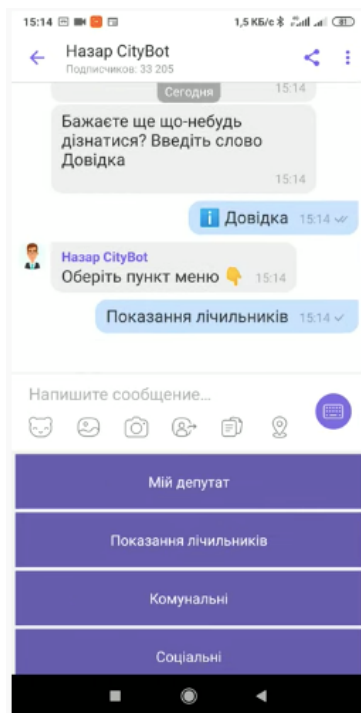 15:14 1,5 КБ/с 81
Назар CityBot
Подписчиков: 33 205
Сегодня 15:14
Бажаєте ще що-небудь
дізнатися? Введіть слово
Довідка
15:14
Довідка 15:14
Назар CityBot
Оберіть пункт меню 15:14
Показання лічильників 15:14
Напишите сообщение...
Мій депутат
Показання лічильників
Комунальні
Соціальні